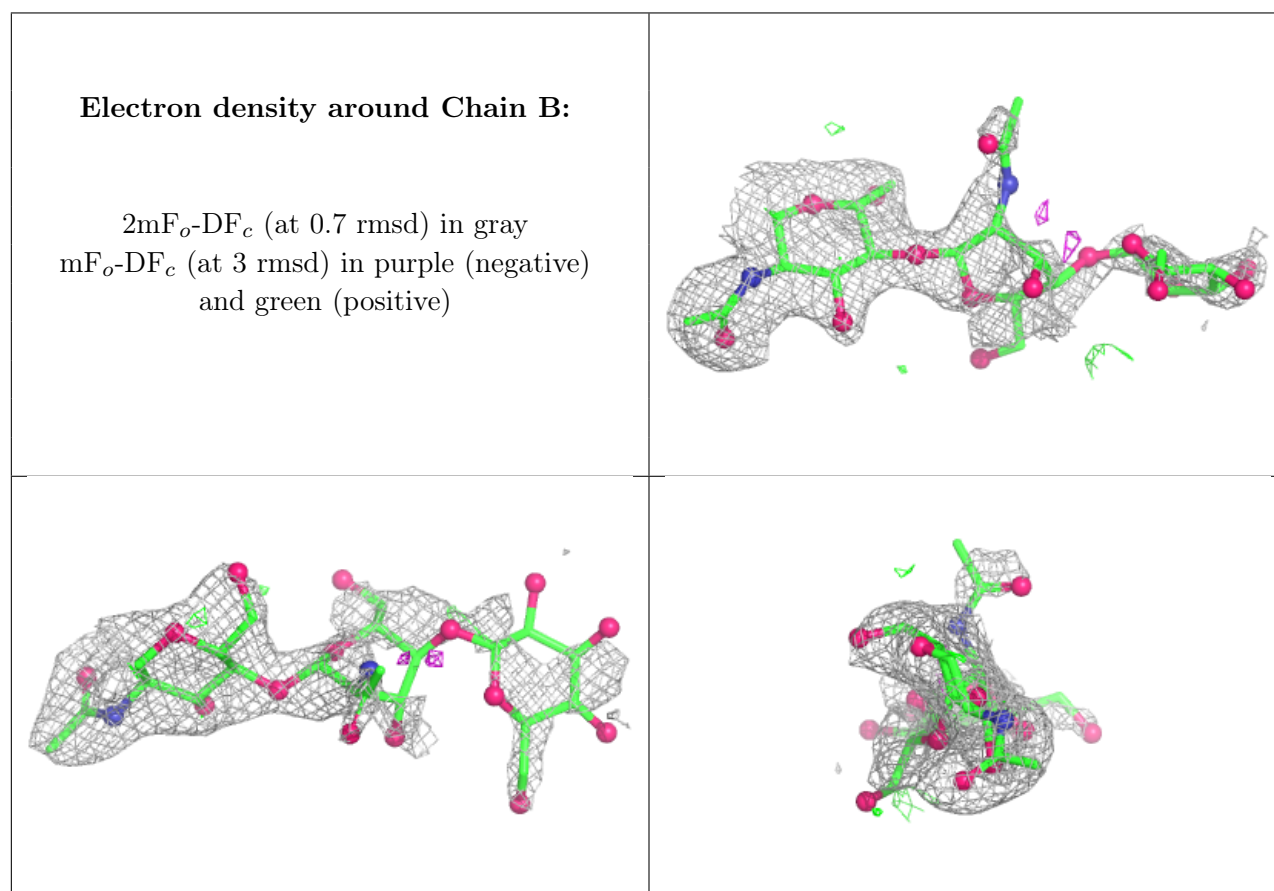 Electron density around Chain B:
2mFo-DFc (at 0.7 rmsd) in gray
mFo-DFc (at 3 rmsd) in purple (negative)
and green (positive)